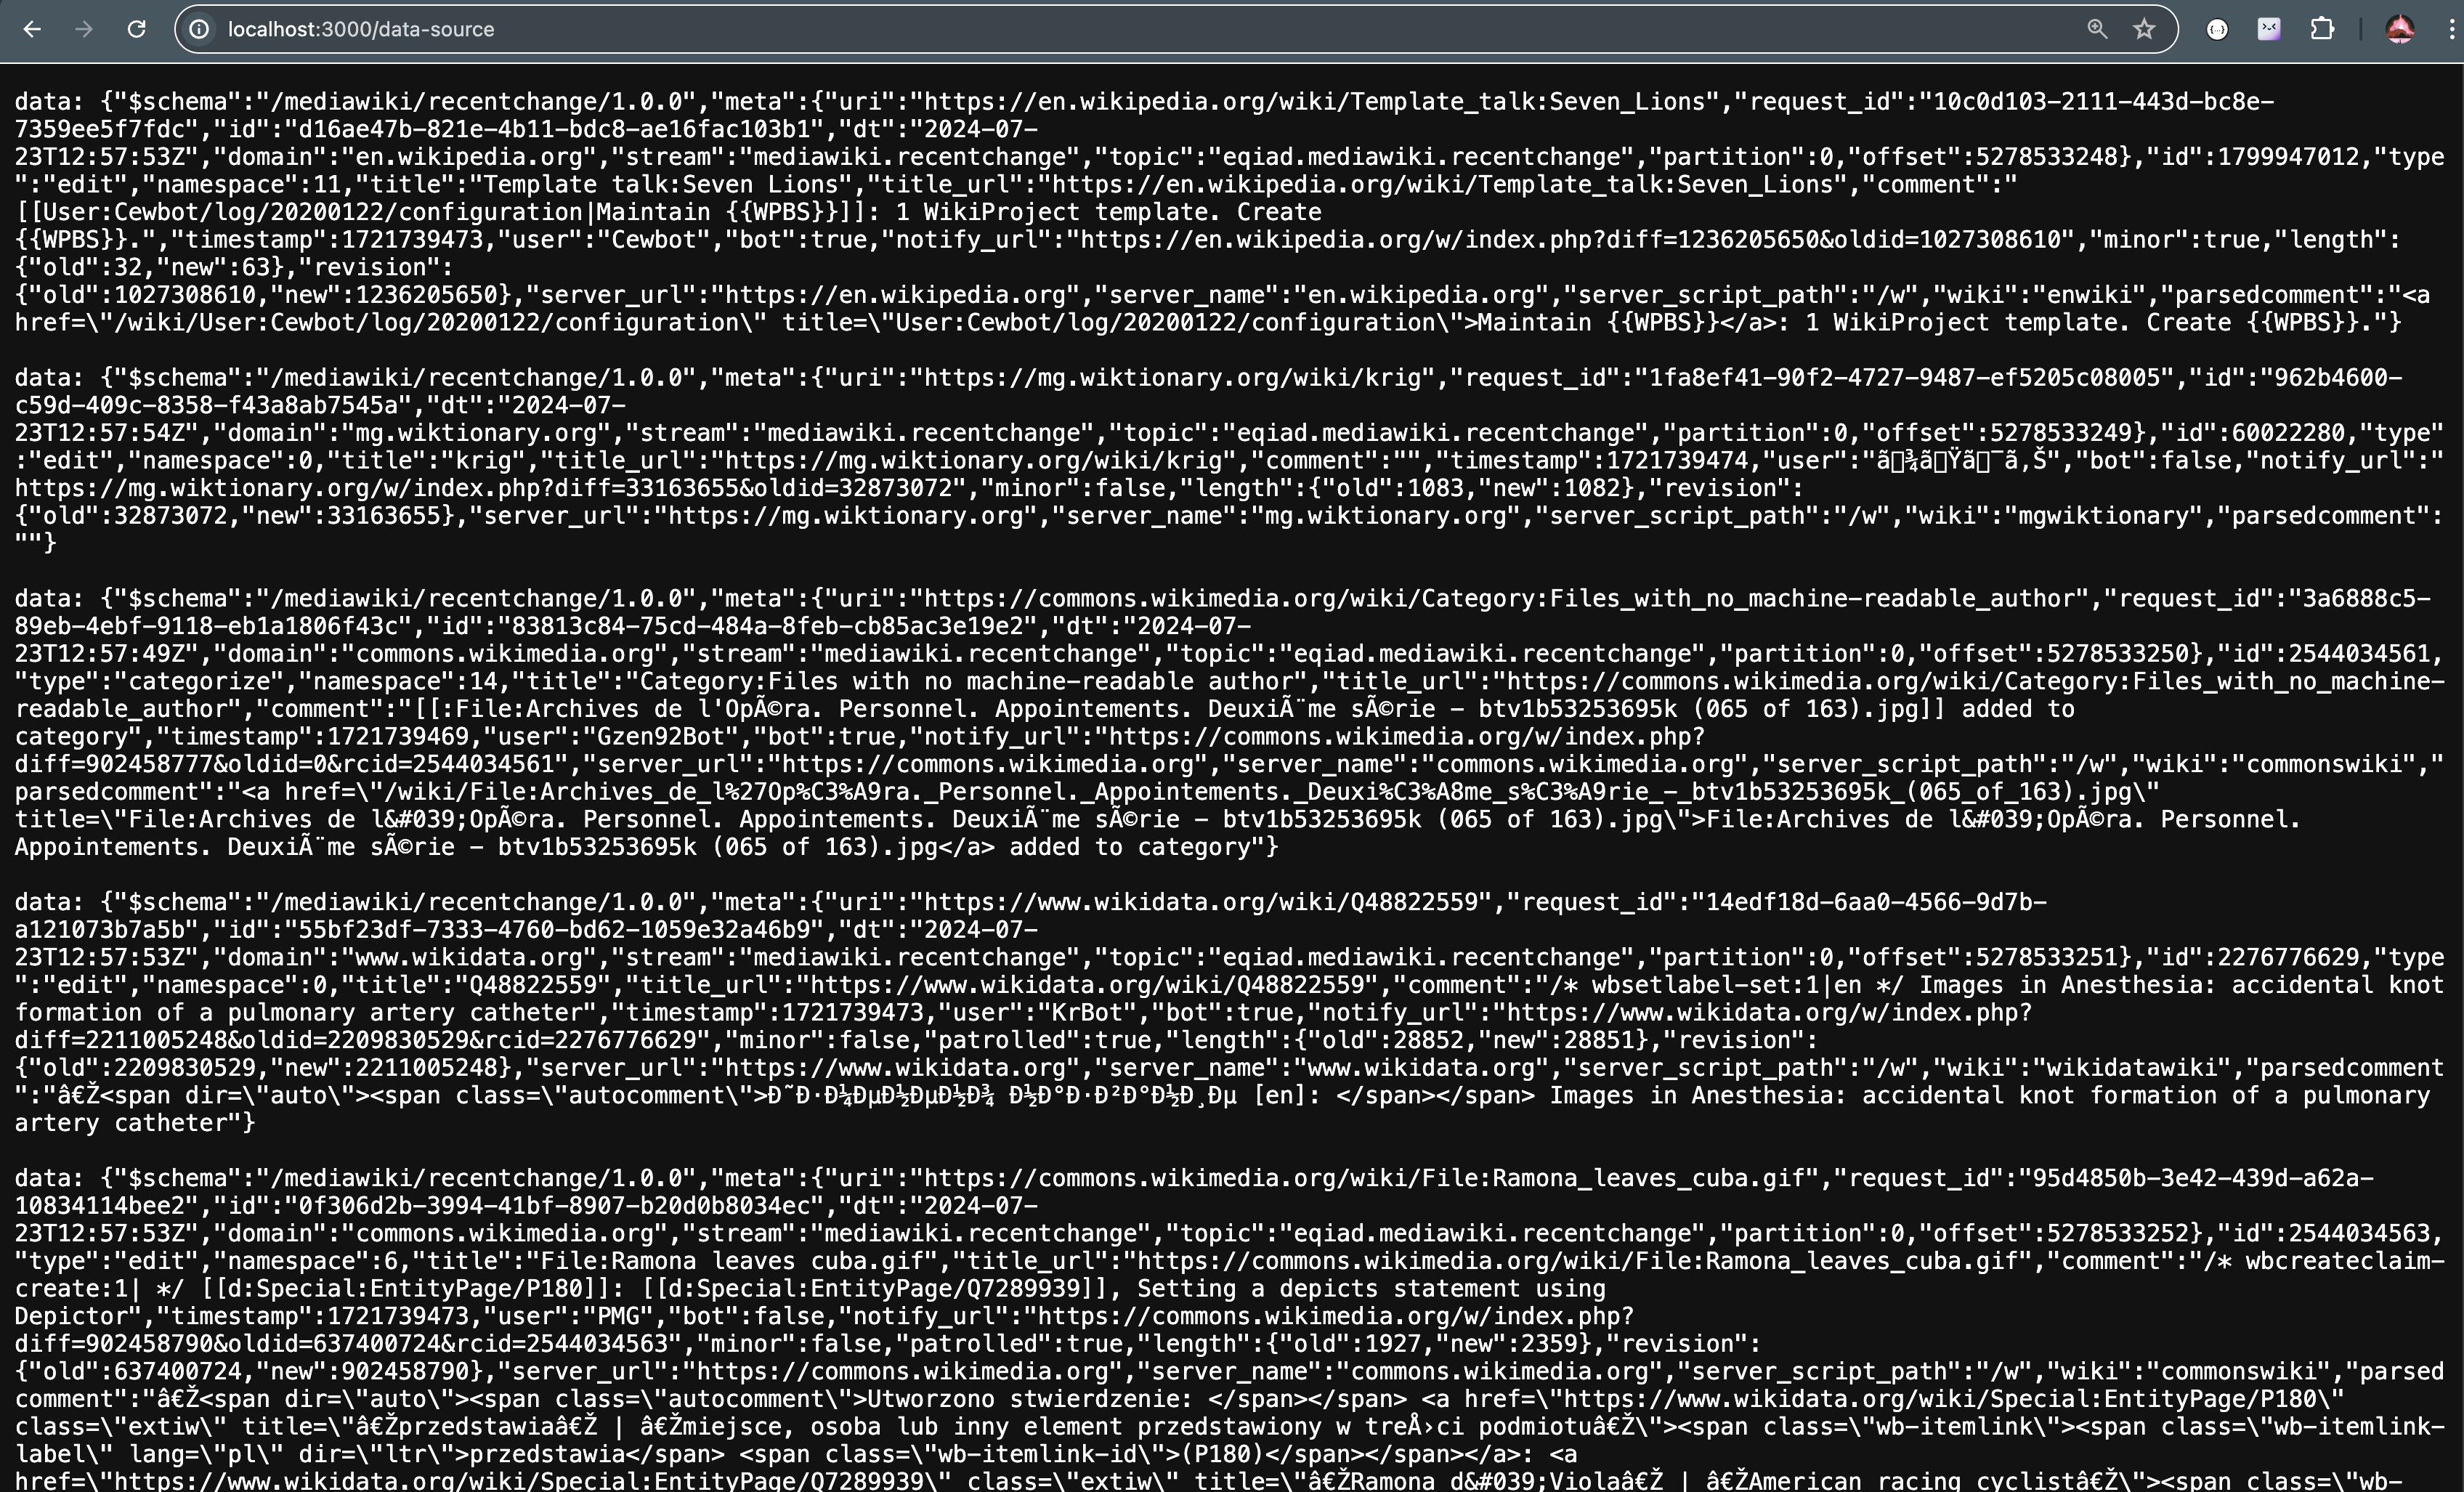 localhost:3000/data-source
data: {"$schema":"/mediawiki/recentchange/1.0.0","meta":{"uri":"https://en.wikipedia.org/wiki/Template_talk:Seven_Lions","request_id":"10c0d103-2111-443d-bc8e-
7359ee5f7fdc","id":"d16ae47b-821e-4b11-bdc8-ae16fac103b1","dt":"2024-07-
23T12:57:53Z","domain":"en.wikipedia.org","stream":"mediawiki.recentchange","topic":"eqiad.mediawiki.recentchange","partition":0,"offset":5278533248},"id":1799947012,"type
":"edit","namespace":11,"title":"Template talk:Seven Lions","title_url":"https://en.wikipedia.org/wiki/Template_talk:Seven_Lions","comment":"
[[User:Cewbot/log/20200122/configuration|Maintain {{WPBS}}]]: 1 WikiProject template. Create
{{WPBS}}.","timestamp":1721739473,"user":"Cewbot","bot":true,"notify_url":"https://en.wikipedia.org/w/index.php?diff=1236205650&oldid=1027308610","minor":true,"length":
{"old":32,"new":63},"revision":
{"old":1027308610,"new":1236205650},"server_url":"https://en.wikipedia.org","server_name":"en.wikipedia.org","server_script_path":"/w","wiki":"enwiki","parsedcomment":"<a
href=\"/wiki/User:Cewbot/log/20200122/configuration\" title=\"User:Cewbot/log/20200122/configuration\">Maintain {{WPBS}}</a>: 1 WikiProject template. Create {{WPBS}}."}
data: {"$schema":"/mediawiki/recentchange/1.0.0","meta":{"uri":"https://mg.wiktionary.org/wiki/krig","request_id":"1fa8ef41-90f2-4727-9487-ef5205c08005","id":"962b4600-
c59d-409c-8358-f43a8ab7545a","dt":"2024-07-
23T12:57:54Z","domain":"mg.wiktionary.org","stream":"mediawiki.recentchange","topic":"eqiad.mediawiki.recentchange","partition":0,"offset":5278533249},"id":60022280,"type"
:"edit","namespace":0,"title":"krig","title_url":"https://mg.wiktionary.org/wiki/krig","comment":"","timestamp":1721739474,"user":"","bot":false,"notify_url":"
https://mg.wiktionary.org/w/index.php?diff=33163655&oldid=32873072","minor":false,"length":{"old":1083,"new":1082},"revision":
{"old":32873072,"new":33163655},"server_url":"https://mg.wiktionary.org","server_name":"mg.wiktionary.org","server_script_path":"/w","wiki":"mgwiktionary","parsedcomment":
""}
data: {"$schema":"/mediawiki/recentchange/1.0.0","meta":{"uri":"https://commons.wikimedia.org/wiki/Category:Files_with_no_machine-readable_author","request_id":"3a6888c5-
89eb-4ebf-9118-eb1a1806f43c","id":"83813c84-75cd-484a-8feb-cb85ac3e19e2","dt":"2024-07-
23T12:57:49Z","domain":"commons.wikimedia.org","stream":"mediawiki.recentchange","topic":"eqiad.mediawiki.recentchange","partition":0,"offset":5278533250},"id":2544034561,
"type":"categorize","namespace":14,"title":"Category:Files with no machine-readable author","title_url":"https://commons.wikimedia.org/wiki/Category:Files_with_no_machine-
readable_author","comment":"[[:File:Archives de l'OpÃ©ra. Personnel. Appointements. DeuxiÃ¨me sÃ©rie - btv1b53253695k (065 of 163).jpg]] added to
category","timestamp":1721739469,"user":"Gzen92Bot","bot":true,"notify_url":"https://commons.wikimedia.org/w/index.php?
diff=902458777&oldid=0&rcid=2544034561","server_url":"https://commons.wikimedia.org","server_name":"commons.wikimedia.org","server_script_path":"/w","wiki":"commonswiki","
parsedcomment":"<a href=\"/wiki/File:Archives_de_l%27Op%C3%A9ra._Personnel._Appointements._Deuxi%C3%A8me_s%C3%A9rie_-_btv1b53253695k_(065_of_163).jpg\"
title=\"File:Archives de l&#039;OpÃ©ra. Personnel. Appointements. DeuxiÃ¨me sÃ©rie - btv1b53253695k (065 of 163).jpg\">File:Archives de l&#039;OpÃ©ra. Personnel.
Appointements. DeuxiÃ¨me sÃ©rie - btv1b53253695k (065 of 163).jpg</a> added to category"}
data: {"$schema":"/mediawiki/recentchange/1.0.0","meta":{"uri":"https://www.wikidata.org/wiki/Q48822559","request_id":"14edf18d-6aa0-4566-9d7b-
a121073b7a5b","id":"55bf23df-7333-4760-bd62-1059e32a46b9","dt":"2024-07-
23T12:57:53Z","domain":"www.wikidata.org","stream":"mediawiki.recentchange","topic":"eqiad.mediawiki.recentchange","partition":0,"offset":5278533251},"id":2276776629,"type
":"edit","namespace":0,"title":"Q48822559","title_url":"https://www.wikidata.org/wiki/Q48822559","comment":"/* wbsetlabel-set:1|en */ Images in Anesthesia: accidental knot
formation of a pulmonary artery catheter","timestamp":1721739473,"user":"KrBot","bot":true,"notify_url":"https://www.wikidata.org/w/index.php?
diff=2211005248&oldid=2209830529&rcid=2276776629","minor":false,"patrolled":true,"length":{"old":28852,"new":28851},"revision":
{"old":2209830529,"new":2211005248},"server_url":"https://www.wikidata.org","server_name":"www.wikidata.org","server_script_path":"/w","wiki":"wikidatawiki","parsedcomment
":"â€Ž<span dir=\"auto\"><span class=\"autocomment\">Ð˜Ð·Ð¼ÐµÐ½ÐµÐ½Ð¾ Ð½Ð°Ð·Ð²Ð°Ð½Ð¸Ðµ [en]: </span></span> Images in Anesthesia: accidental knot formation of a pulmonary
artery catheter"}
data: {"$schema":"/mediawiki/recentchange/1.0.0","meta":{"uri":"https://commons.wikimedia.org/wiki/File:Ramona_leaves_cuba.gif","request_id":"95d4850b-3e42-439d-a62a-
10834114bee2","id":"0f306d2b-3994-41bf-8907-b20d0b8034ec","dt":"2024-07-
23T12:57:53Z","domain":"commons.wikimedia.org","stream":"mediawiki.recentchange","topic":"eqiad.mediawiki.recentchange","partition":0,"offset":5278533252},"id":2544034563,
"type":"edit","namespace":6,"title":"File:Ramona leaves cuba.gif","title_url":"https://commons.wikimedia.org/wiki/File:Ramona_leaves_cuba.gif","comment":"/* wbcreateclaim-
create:1| */ [[d:Special:EntityPage/P180]]: [[d:Special:EntityPage/Q7289939]], Setting a depicts statement using
Depictor","timestamp":1721739473,"user":"PMG","bot":false,"notify_url":"https://commons.wikimedia.org/w/index.php?
diff=902458790&oldid=637400724&rcid=2544034563","minor":false,"patrolled":true,"length":{"old":1927,"new":2359},"revision":
{"old":637400724,"new":902458790},"server_url":"https://commons.wikimedia.org","server_name":"commons.wikimedia.org","server_script_path":"/w","wiki":"commonswiki","parsed
comment":"â€Ž<span dir=\"auto\"><span class=\"autocomment\">Utworzono stwierdzenie: </span></span> <a href=\"https://www.wikidata.org/wiki/Special:EntityPage/P180\"
class=\"extiw\" title=\"â€Žprzedstawiaâ€Ž | â€Žmiejsce, osoba lub inny element przedstawiony w treÅ›ci podmiotuâ€Ž\"><span class=\"wb-itemlink\"><span class=\"wb-itemlink-
label\" lang=\"pl\" dir=\"ltr\">przedstawia</span> <span class=\"wb-itemlink-id\">(P180)</span></span></a>: <a
href=\"https://www.wikidata.org/wiki/Special:EntityPage/Q7289939\" class=\"extiw\" title=\"â€ŽRamona d&#039;Violaâ€Ž | â€ŽAmerican racing cyclistâ€Ž\"><span class=\"wb-